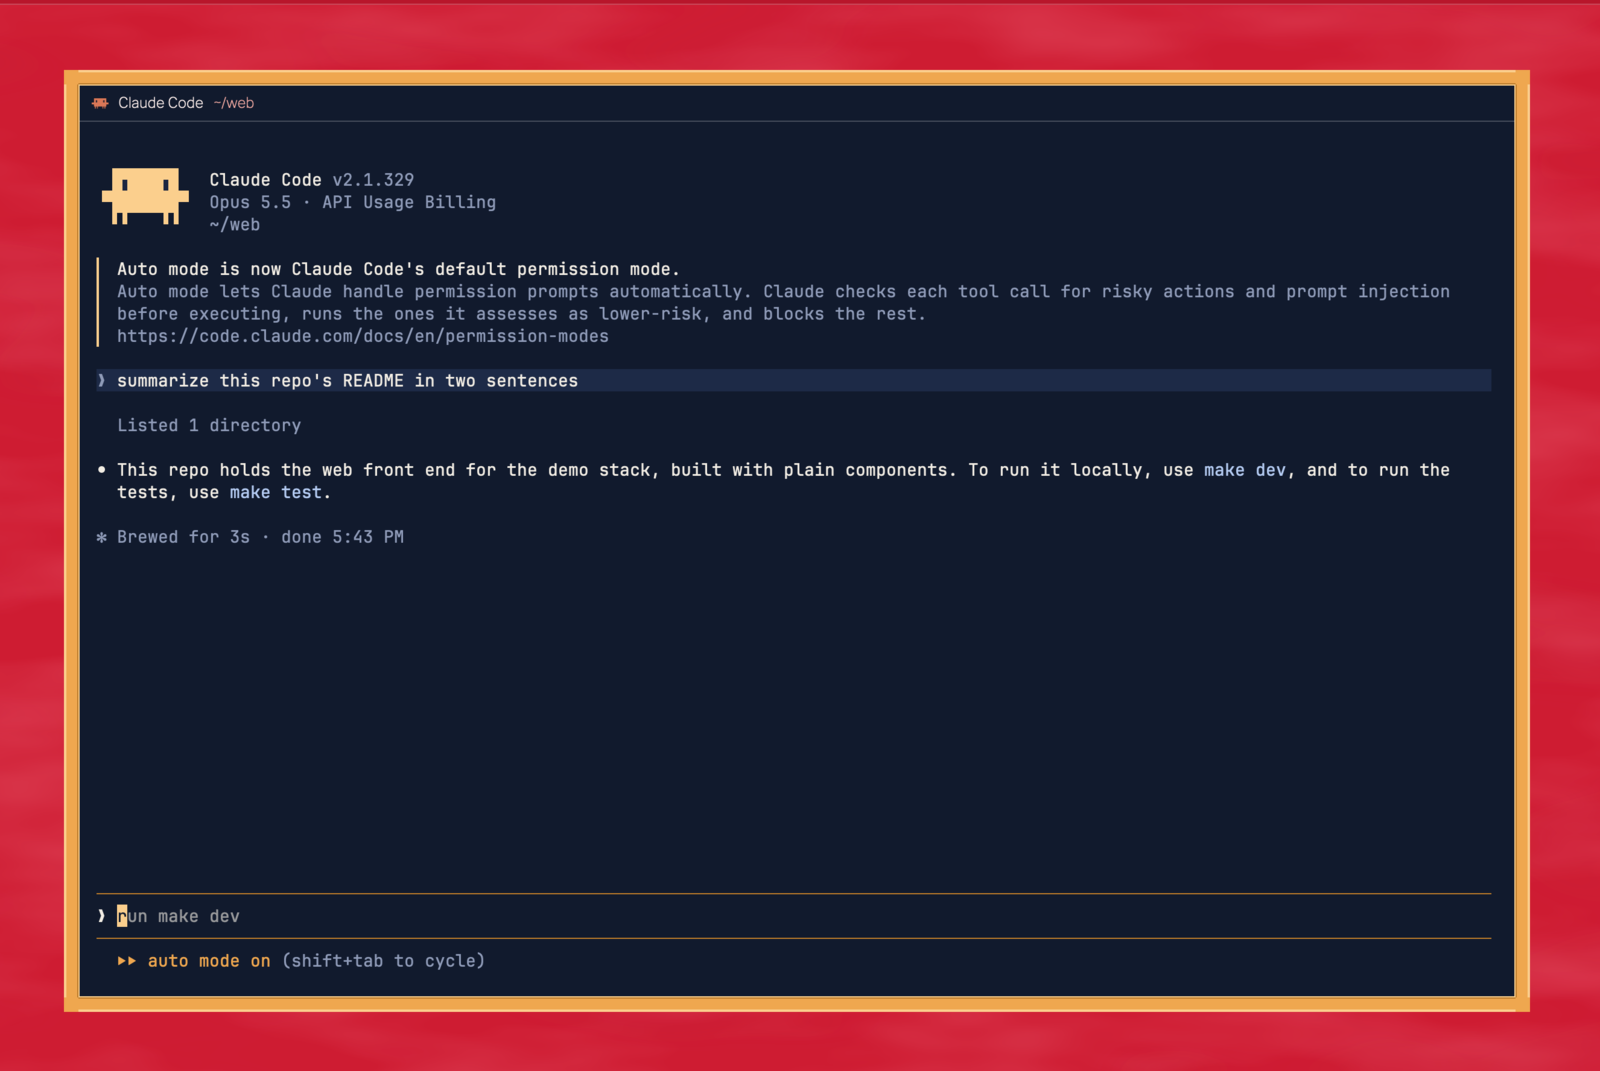 Claude Code ~/web
Claude Code v2.1.329
Opus 5.5 · API Usage Billing
~/web
Auto mode is now Claude Code's default permission mode.
Auto mode lets Claude handle permission prompts automatically. Claude checks each tool call for risky actions and prompt injection
before executing, runs the ones it assesses as lower-risk, and blocks the rest.
https://code.claude.com/docs/en/permission-modes
❯ summarize this repo's README in two sentences
Listed 1 directory
● This repo holds the web front end for the demo stack, built with plain components. To run it locally, use make dev, and to run the
tests, use make test.
✻ Brewed for 3s · done 5:43 PM
❯ run make dev
⏵⏵ auto mode on (shift+tab to cycle)